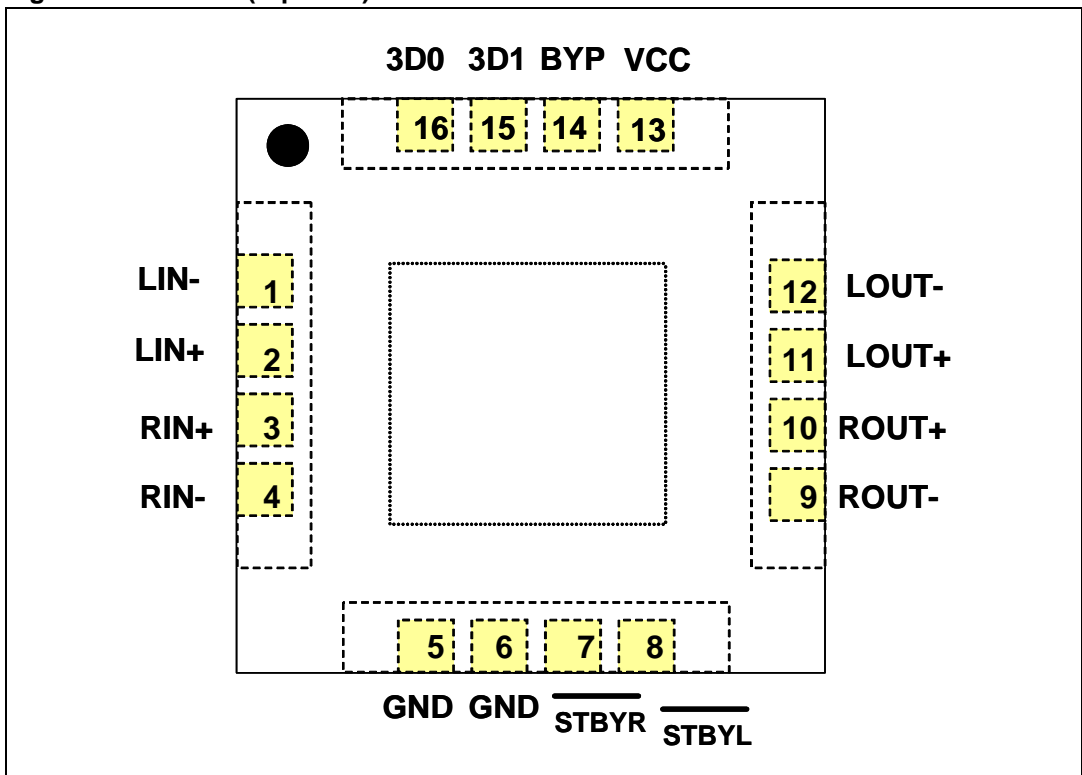 3D0 3D1 BYP VCC
16 15 14 13
LIN- 1 12 LOUT-
LIN+ 2 11 LOUT+
RIN+ 3 10 ROUT+
RIN- 4 9 ROUT-
5 6 7 8
GND GND STBYR STBYL